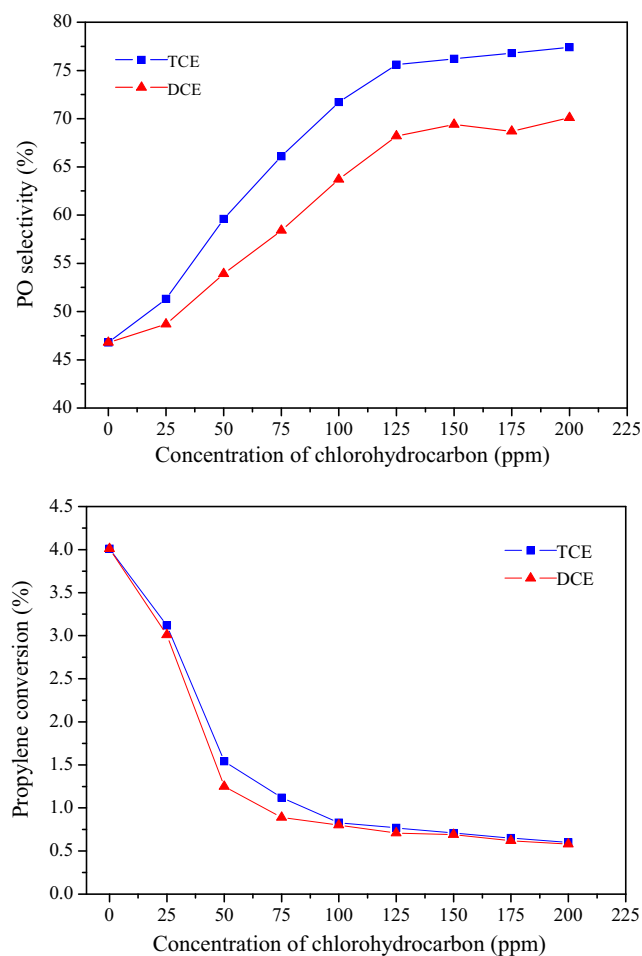 80
75
70
65
60
55
50
45
40
PO selectivity (%)
TCE
DCE
0 25 50 75 100 125 150 175 200 225
Concentration of chlorohydrocarbon (ppm)
4.5
4.0
3.5
3.0
2.5
2.0
1.5
1.0
0.5
0.0
Propylene conversion (%)
TCE
DCE
0 25 50 75 100 125 150 175 200 225
Concentration of chlorohydrocarbon (ppm)